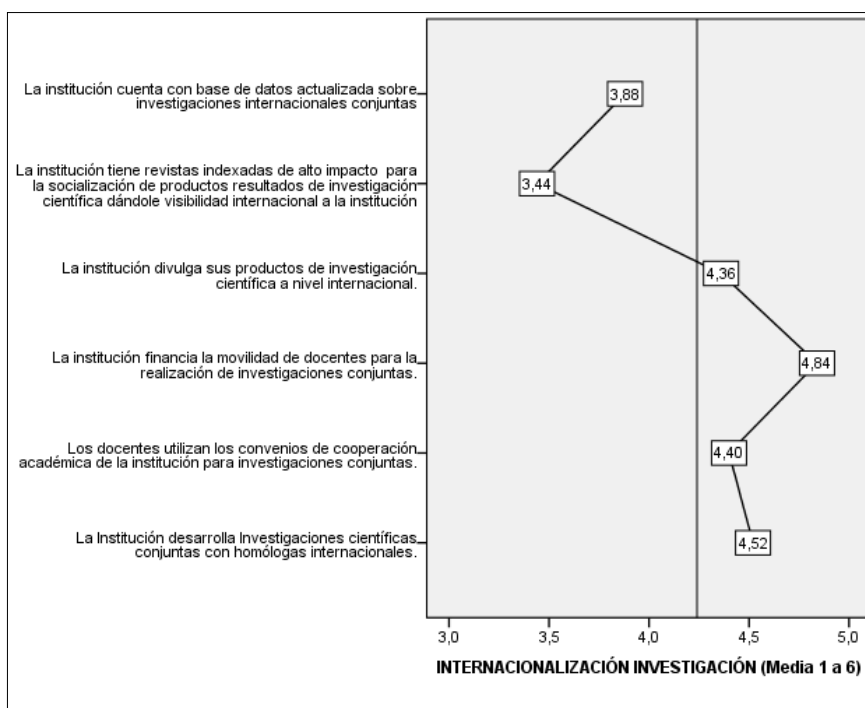 La institución cuenta con base de datos actualizada sobre
investigaciones internacionales conjuntas
3,88
La institución tiene revistas indexadas de alto impacto para
la socialización de productos resultados de investigación
científica dándole visibilidad internacional a la institución
3,44
La institución divulga sus productos de investigación
científica a nivel internacional.
4,36
La institución financia la movilidad de docentes para la
realización de investigaciones conjuntas.
4,84
Los docentes utilizan los convenios de cooperación
académica de la institución para investigaciones conjuntas.
4,40
La Institución desarrolla Investigaciones científicas
conjuntas con homólogas internacionales.
4,52
3,0 3,5 4,0 4,5 5,0
INTERNACIONALIZACIÓN INVESTIGACIÓN (Media 1 a 6)